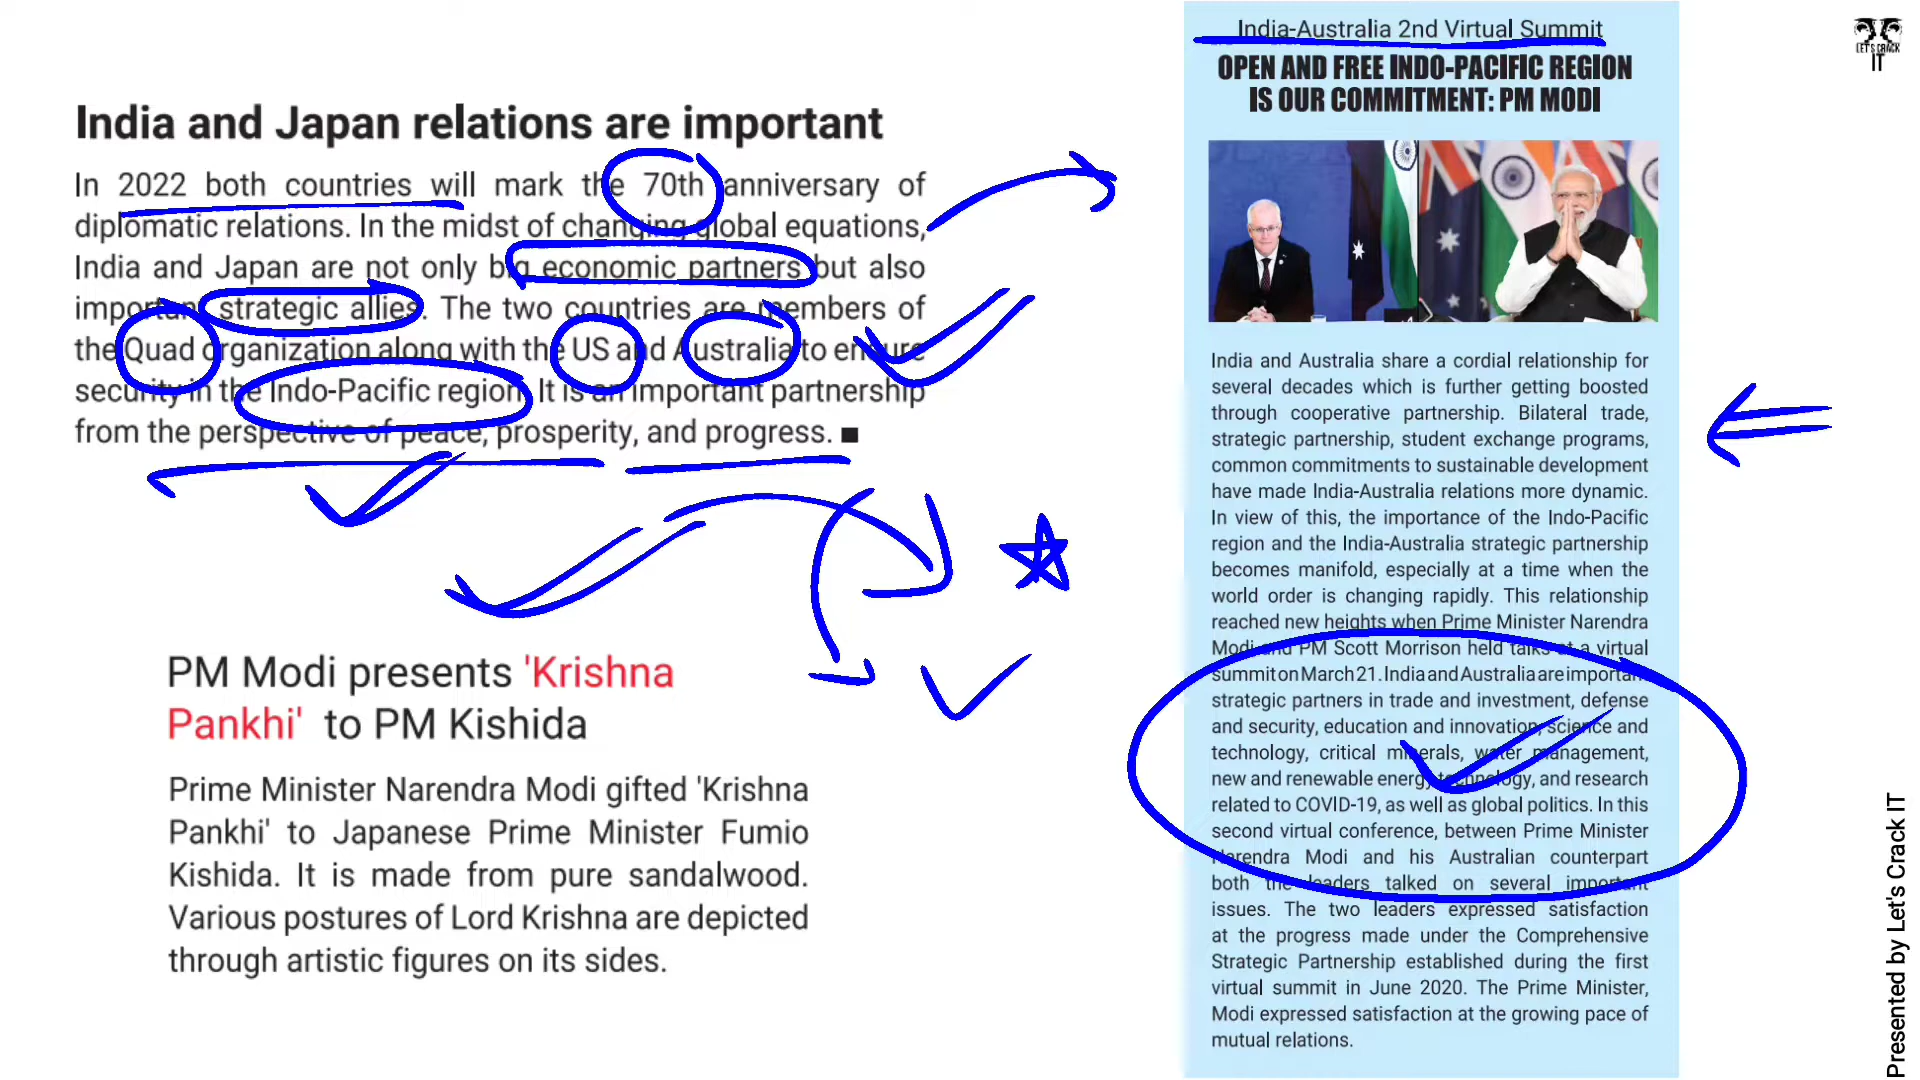 India and Japan relations are important
In 2022 both countries will mark the 70th anniversary of
diplomatic relations. In the midst of changing global equations,
India and Japan are not only big economic partners but also
important strategic allies. The two countries are members of
the Quad organization along with the US and Australia to ensure
security in the Indo-Pacific region. It is an important partnership
from the perspective of peace, prosperity, and progress.
PM Modi presents 'Krishna
Pankhi' to PM Kishida
Prime Minister Narendra Modi gifted 'Krishna
Pankhi' to Japanese Prime Minister Fumio
Kishida. It is made from pure sandalwood.
Various postures of Lord Krishna are depicted
through artistic figures on its sides.
India-Australia 2nd Virtual Summit
OPEN AND FREE INDO-PACIFIC REGION
IS OUR COMMITMENT: PM MODI
India and Australia share a cordial relationship for
several decades which is further getting boosted
through cooperative partnership. Bilateral trade,
strategic partnership, student exchange programs,
common commitments to sustainable development
have made India-Australia relations more dynamic.
In view of this, the importance of the Indo-Pacific
region and the India-Australia strategic partnership
becomes manifold, especially at a time when the
world order is changing rapidly. This relationship
reached new heights when Prime Minister Narendra
Modi and PM Scott Morrison held talks at a virtual
summit on March 21. India and Australia are important
strategic partners in trade and investment, defense
and security, education and innovation, science and
technology, critical minerals, water management,
new and renewable energy technology, and research
related to COVID-19, as well as global politics. In this
second virtual conference, between Prime Minister
Narendra Modi and his Australian counterpart
both the leaders talked on several important
issues. The two leaders expressed satisfaction
at the progress made under the Comprehensive
Strategic Partnership established during the first
virtual summit in June 2020. The Prime Minister,
Modi expressed satisfaction at the growing pace of
mutual relations.
LET'S CRACK
IT
Presented by Let's Crack IT